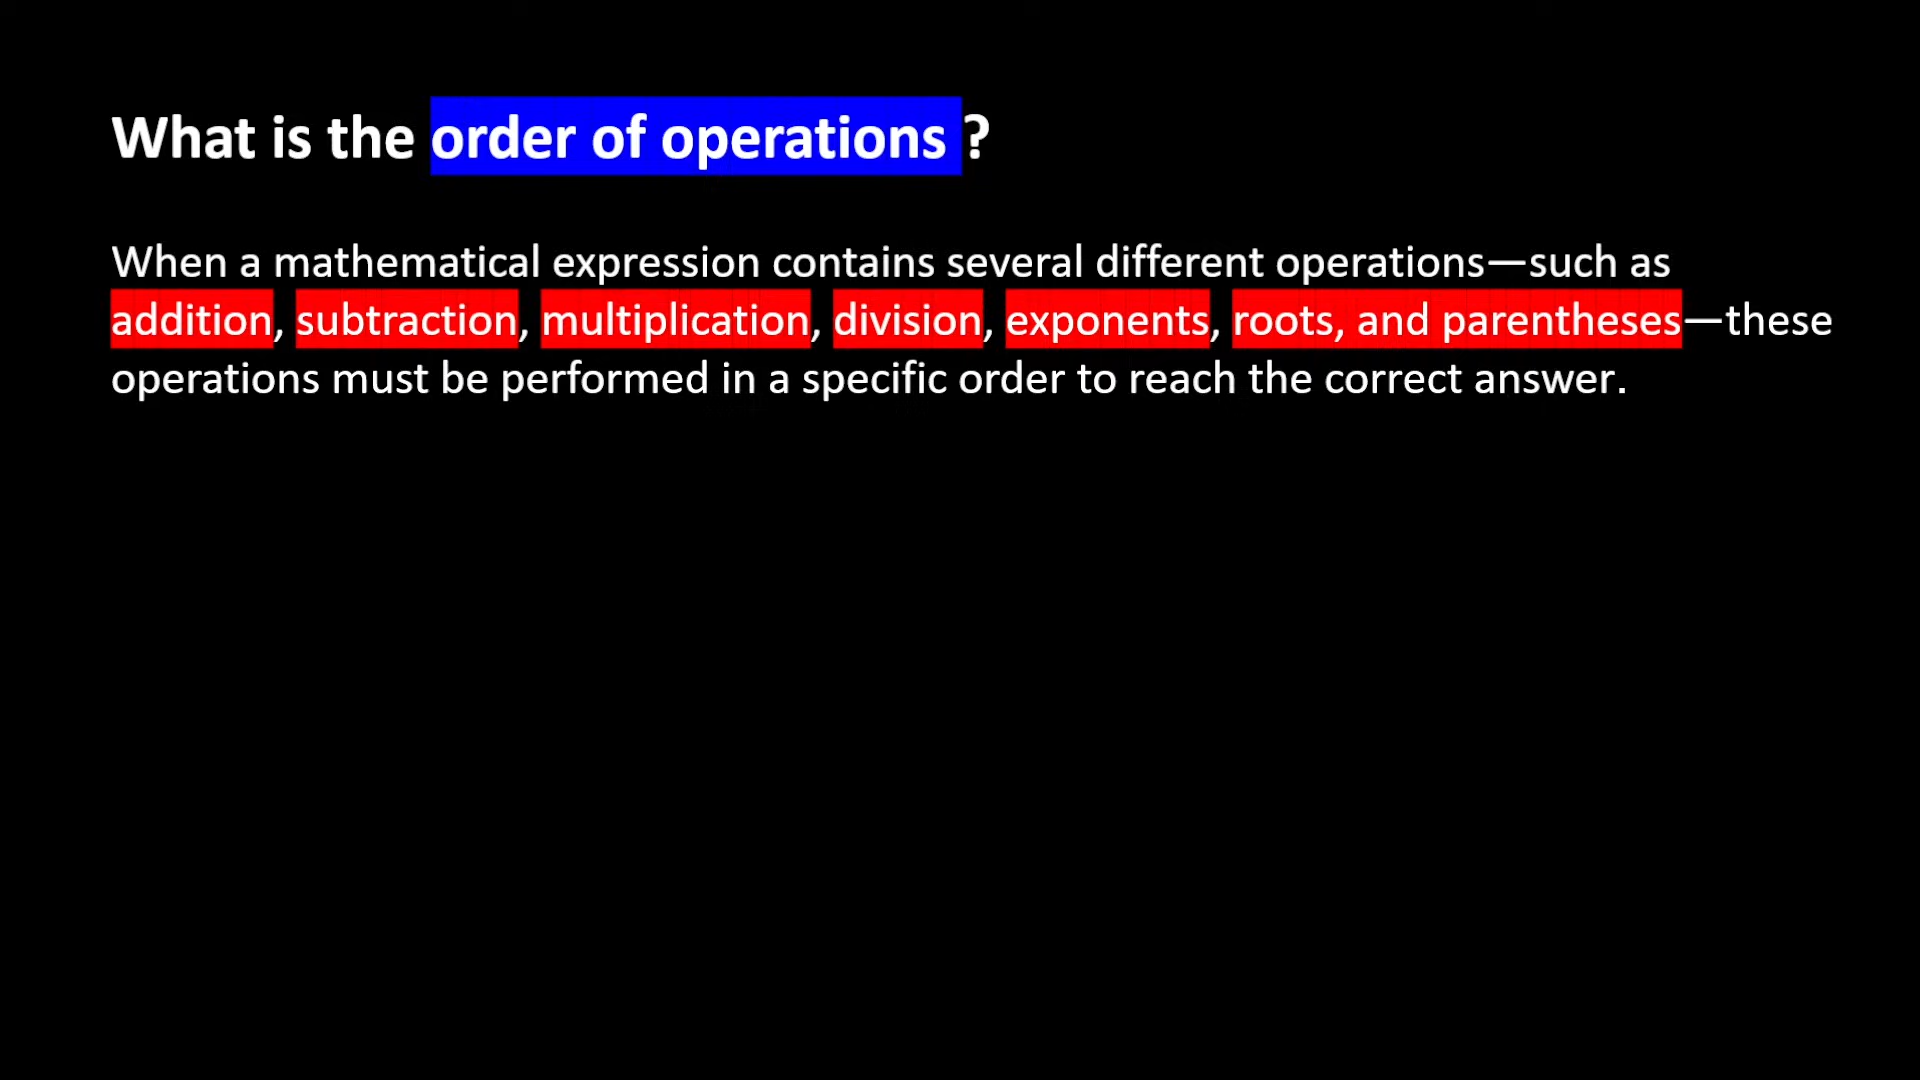 What is the order of operations ?
When a mathematical expression contains several different operations—such as
addition, subtraction, multiplication, division, exponents, roots, and parentheses—these
operations must be performed in a specific order to reach the correct answer.